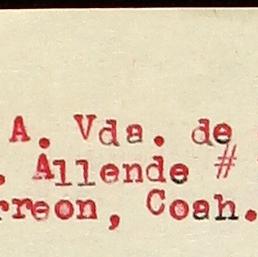 A. Vda. de
. Allende #
rreon, Coah.